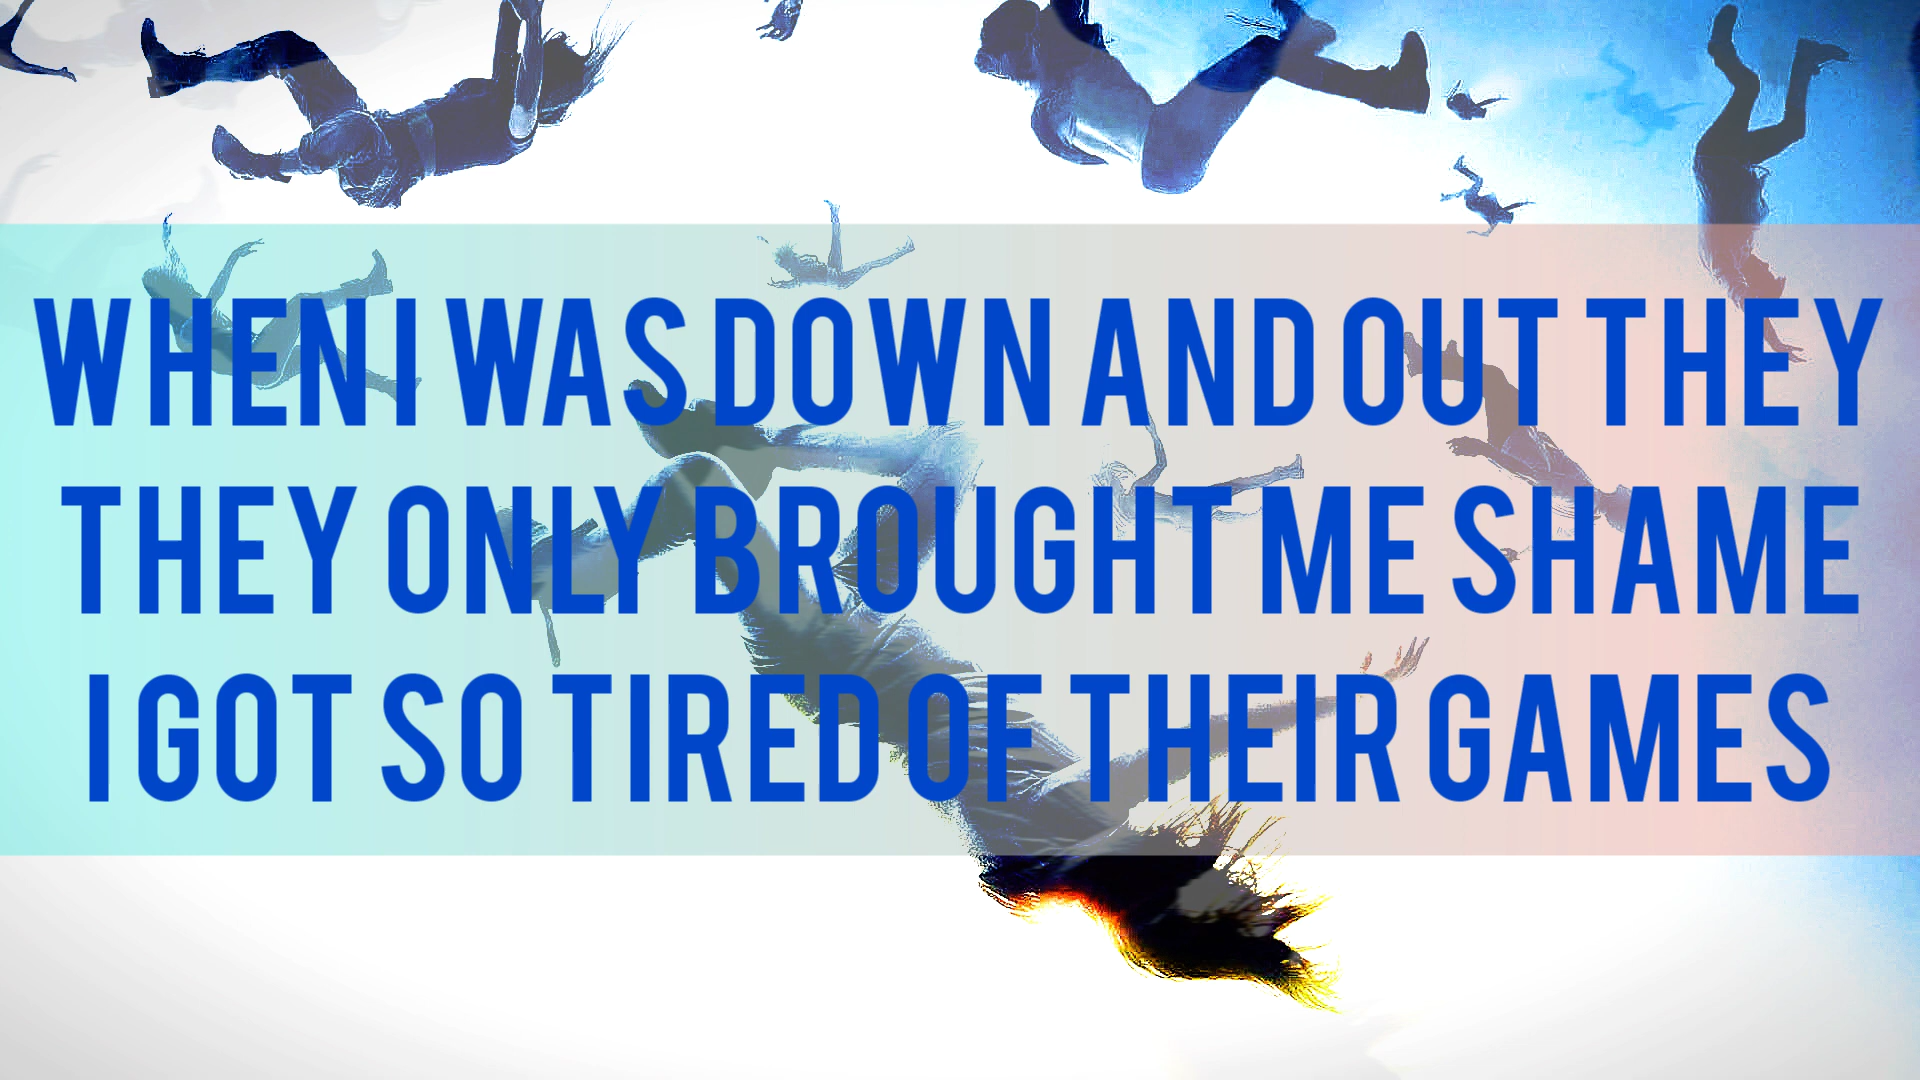 WHEN I WAS DOWN AND OUT THEY
THEY ONLY BROUGHT ME SHAME
I GOT SO TIRED OF THEIR GAMES